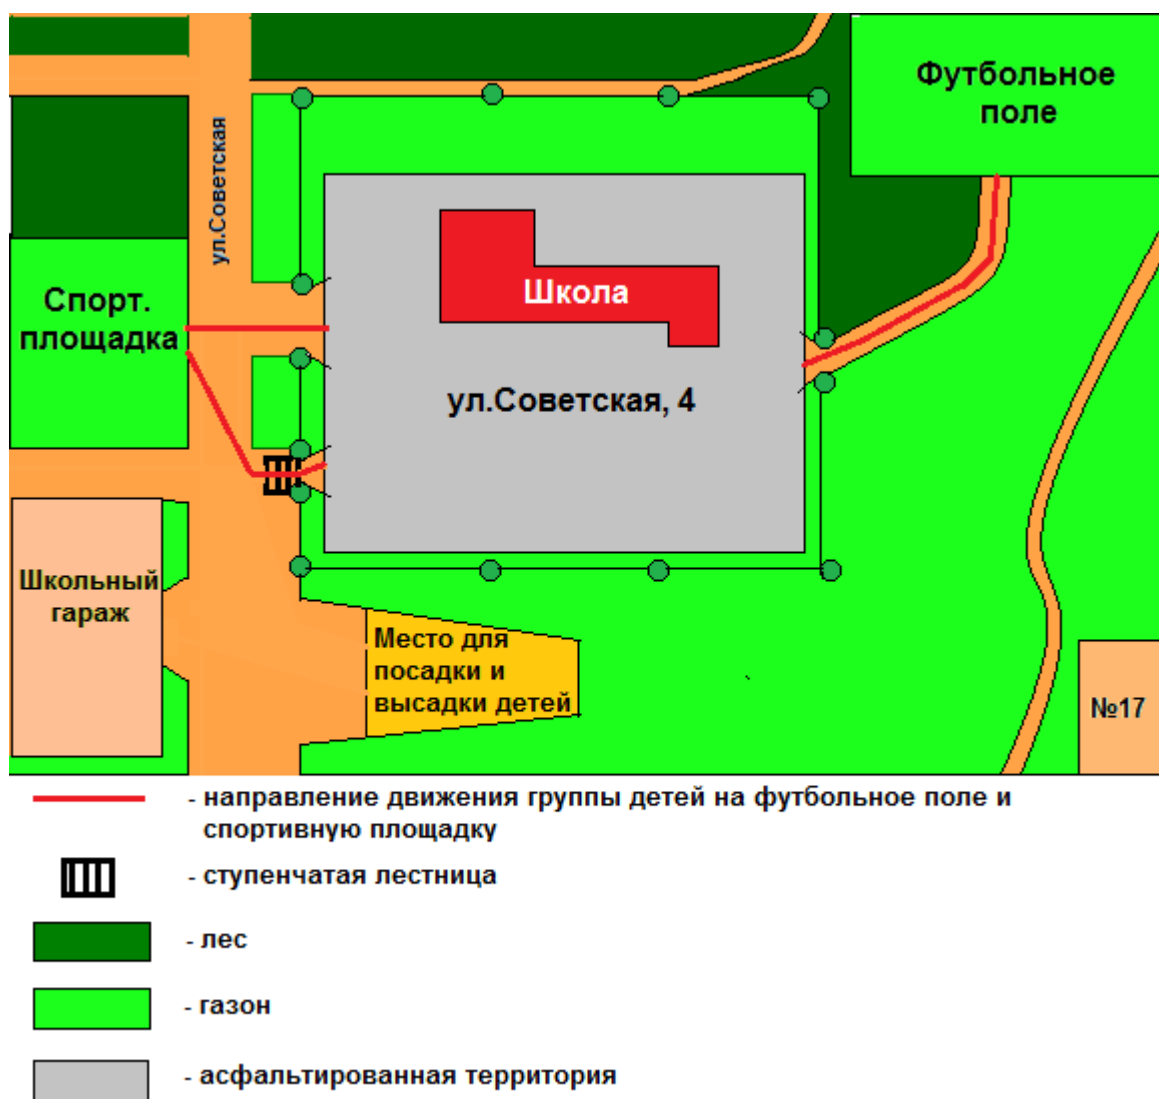 Футбольное
поле
ул.Советская
Спорт.
площадка
Школа
ул.Советская, 4
Школьный
гараж
Место для
посадки и
высадки детей
№17
- направление движения группы детей на футбольное поле и
спортивную площадку
- ступенчатая лестница
- лес
- газон
- асфальтированная территория